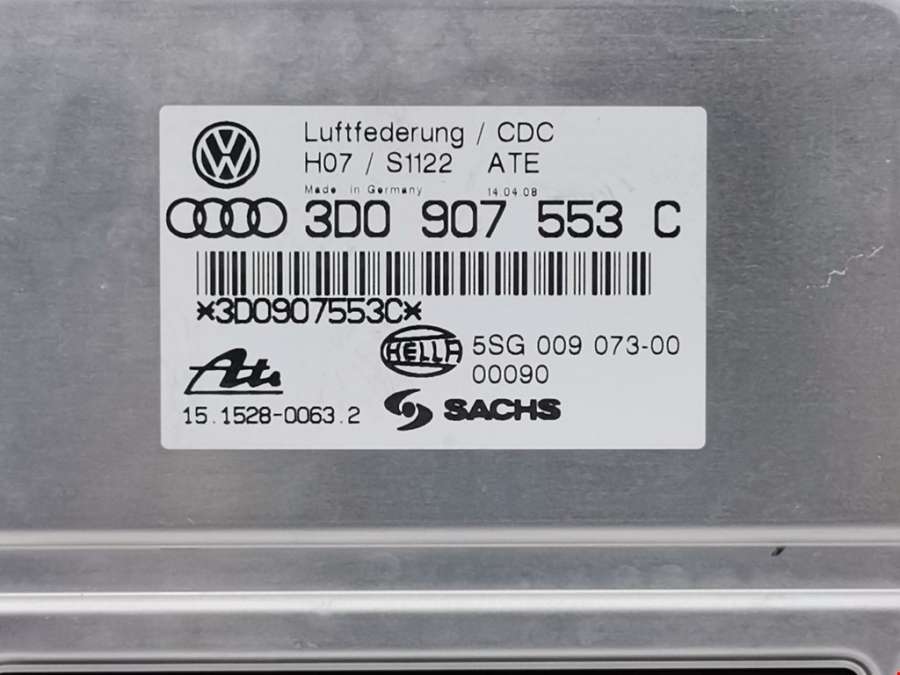 Luftfederung / CDC
H07 / S1122 ATE
Made in Germany 14.04.08
3D0 907 553 C
*3D0907553C*
HELLA 5SG 009 073-00
00090
Ate
15.1528-0063.2
SACHS